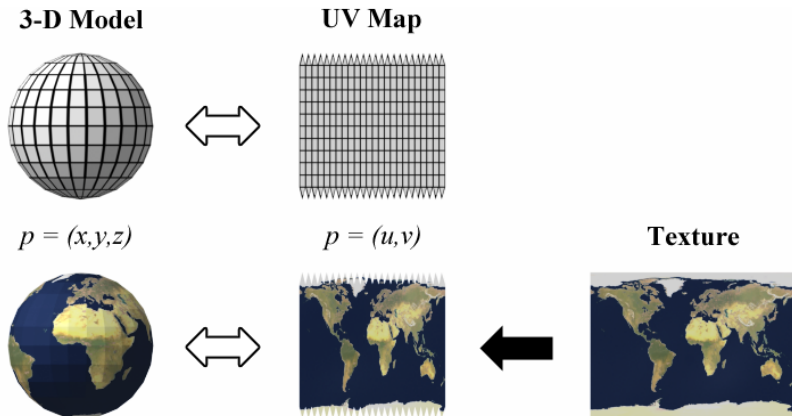 3-D Model
UV Map
p = (x,y,z)
p = (u,v)
Texture